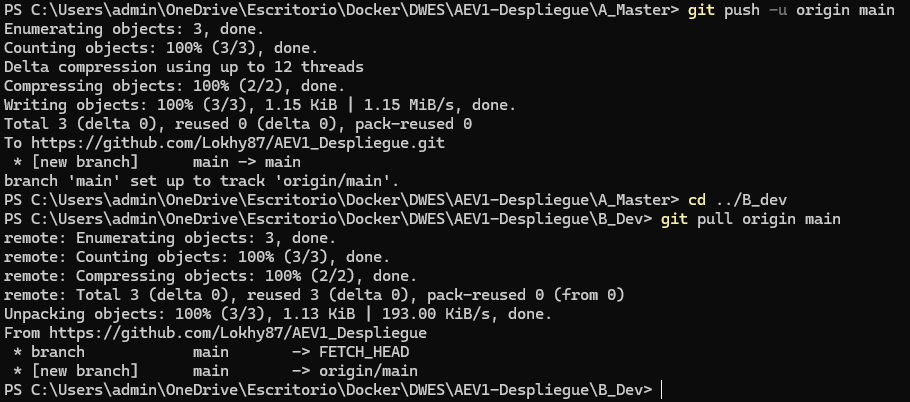 PS C:\Users\admin\OneDrive\Escritorio\Docker\DWES\AEV1-Despliegue\A_Master> git push -u origin main
Enumerating objects: 3, done.
Counting objects: 100% (3/3), done.
Delta compression using up to 12 threads
Compressing objects: 100% (2/2), done.
Writing objects: 100% (3/3), 1.15 KiB | 1.15 MiB/s, done.
Total 3 (delta 0), reused 0 (delta 0), pack-reused 0
To https://github.com/Lokhy87/AEV1_Despliegue.git
 * [new branch]      main -> main
branch 'main' set up to track 'origin/main'.
PS C:\Users\admin\OneDrive\Escritorio\Docker\DWES\AEV1-Despliegue\A_Master> cd ../B_dev
PS C:\Users\admin\OneDrive\Escritorio\Docker\DWES\AEV1-Despliegue\B_Dev> git pull origin main
remote: Enumerating objects: 3, done.
remote: Counting objects: 100% (3/3), done.
remote: Compressing objects: 100% (2/2), done.
remote: Total 3 (delta 0), reused 3 (delta 0), pack-reused 0 (from 0)
Unpacking objects: 100% (3/3), 1.13 KiB | 193.00 KiB/s, done.
From https://github.com/Lokhy87/AEV1_Despliegue
 * branch            main       -> FETCH_HEAD
 * [new branch]      main       -> origin/main
PS C:\Users\admin\OneDrive\Escritorio\Docker\DWES\AEV1-Despliegue\B_Dev>